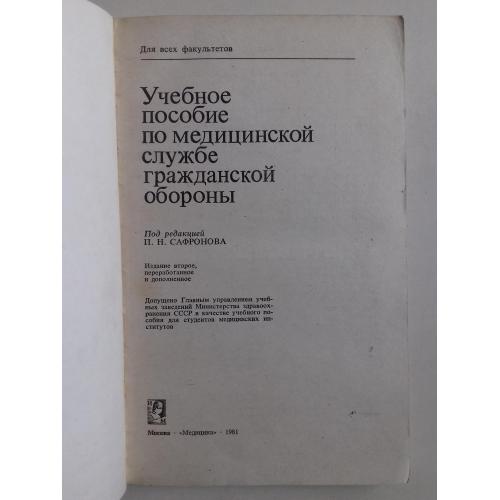 Для всех факультетов
Учебное
пособие
по медицинской
службе
гражданской
обороны
Под редакцией
П. Н. САФРОНОВА
Издание второе,
переработанное
и дополненное
Допущено Главным управлением учеб-
ных заведений Министерства здравоох-
ранения СССР в качестве учебного по-
собия для студентов медицинских ин-
ститутов
Москва · «Медицина» · 1981